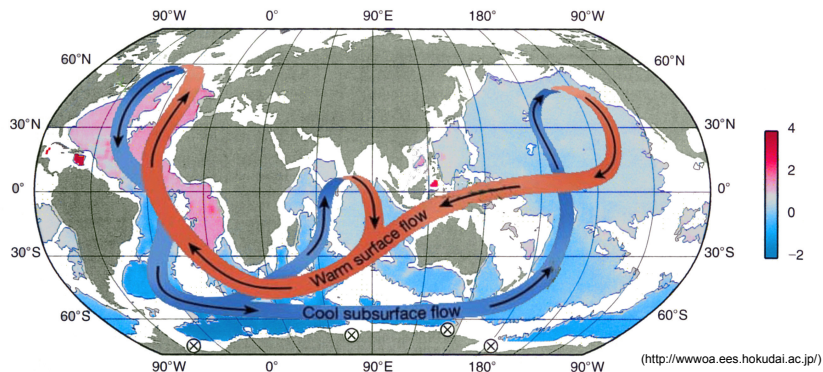 90°W 0° 90°E 180° 90°W
60°N 60°N
30°N 30°N
0° 0°
30°S 30°S
60°S 60°S
Warm surface flow
Cool subsurface flow
0° 90°E 180° 90°W
4
2
0
−2
(http://wwwoa.ees.hokudai.ac.jp/)